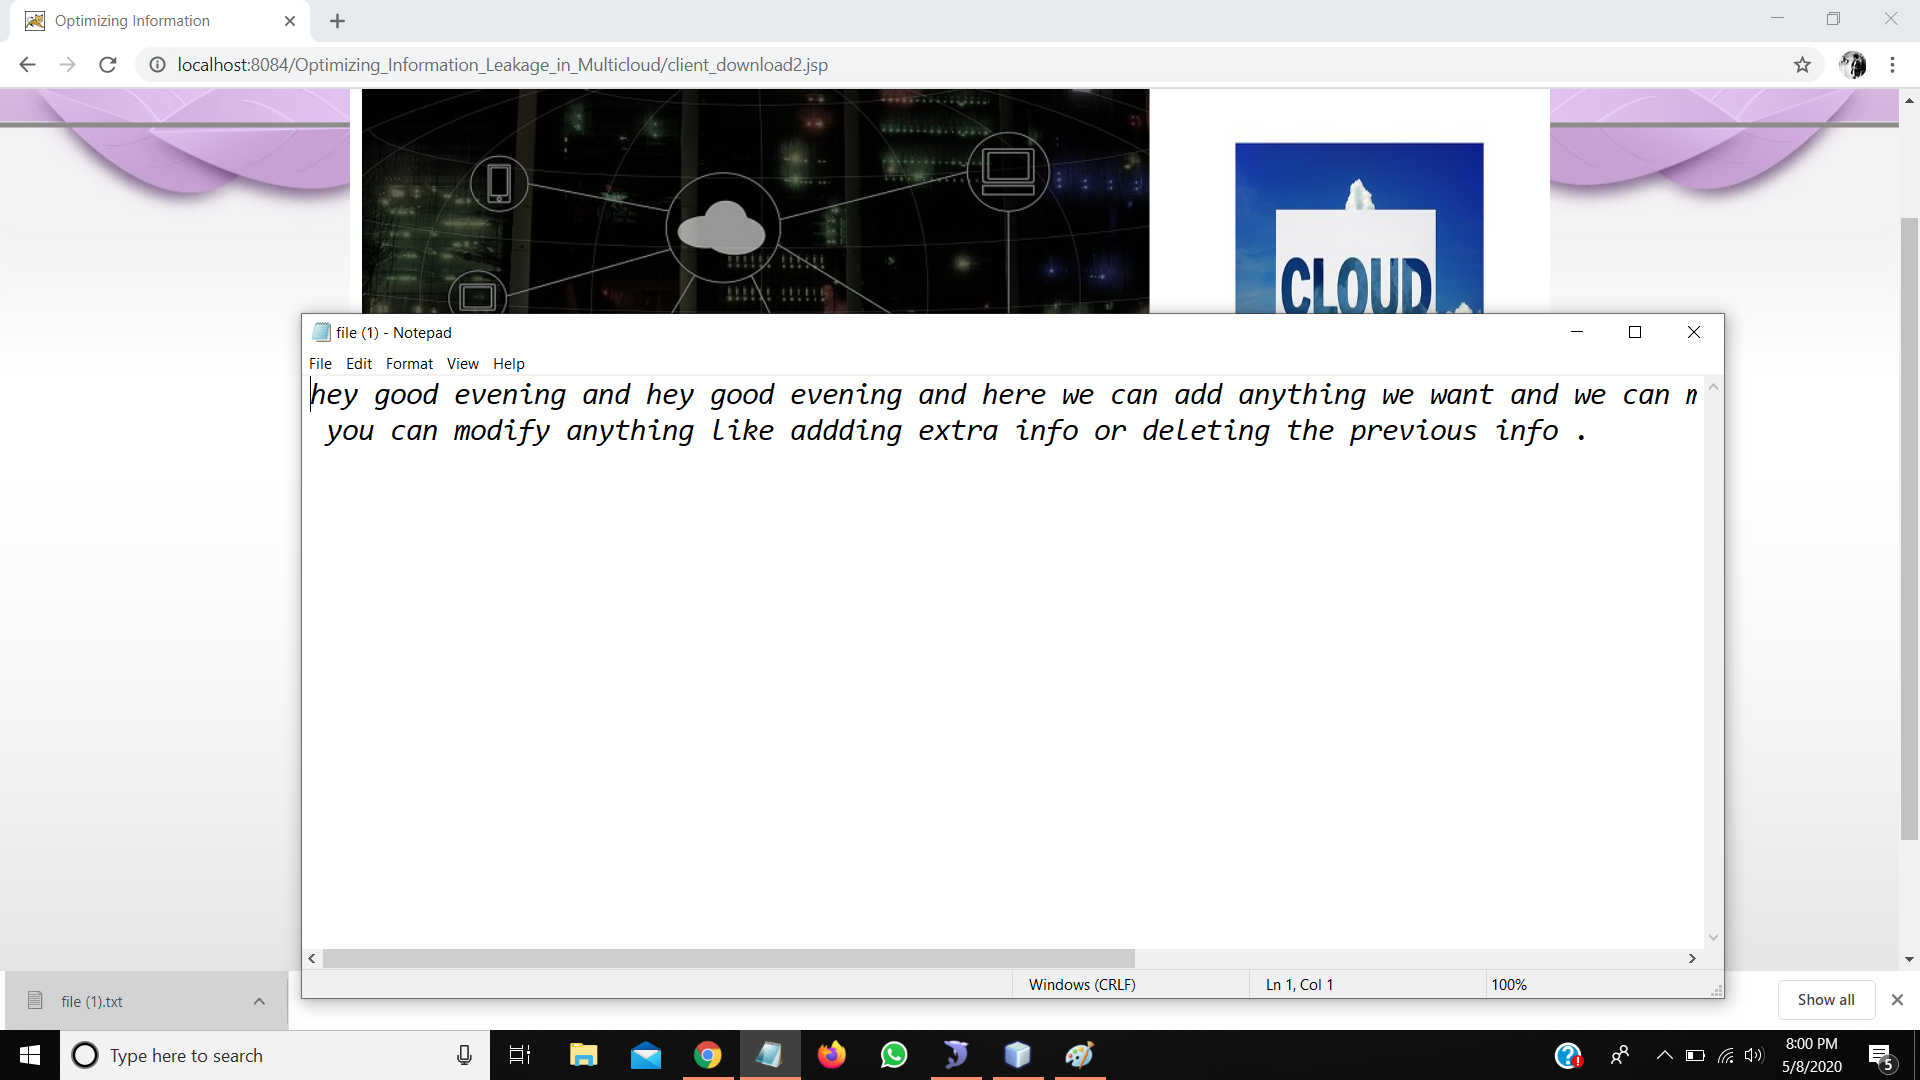 Optimizing Information
localhost:8084/Optimizing_Information_Leakage_in_Multicloud/client_download2.jsp
CLOUD
file (1) - Notepad
File Edit Format View Help
hey good evening and hey good evening and here we can add anything we want and we can m
you can modify anything like addding extra info or deleting the previous info .
Windows (CRLF) Ln 1, Col 1 100%
file (1).txt
Show all
Type here to search
8:00 PM
5/8/2020
5